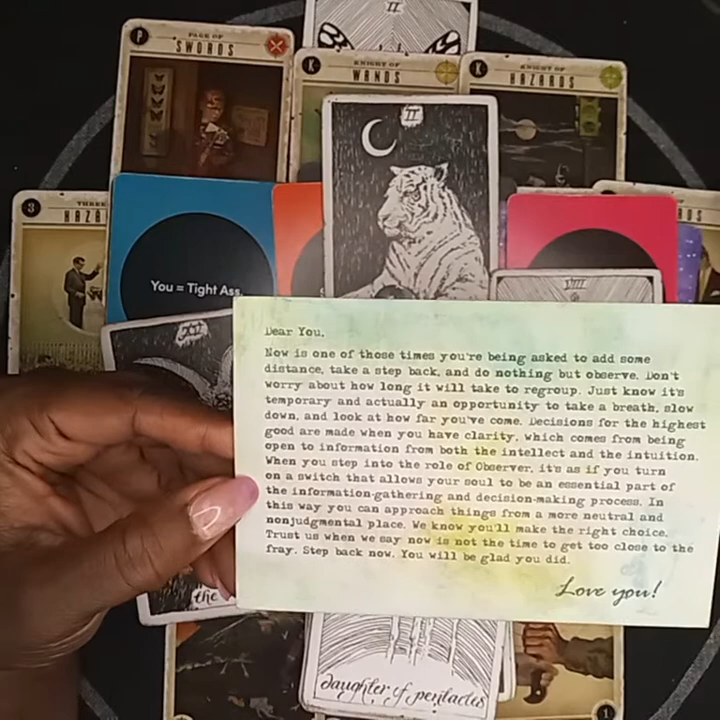 II
P
PAGE OF
SWORDS
K
KNIGHT OF
WANDS
K
KNIGHT OF
HAZARDS
II
3
THREE
HAZA
RDS
You = Tight Ass.
VIII
Dear You,
Now is one of those times you're being asked to add some
distance, take a step back, and do nothing but observe. Don't
worry about how long it will take to regroup. Just know it's
temporary and actually an opportunity to take a breath, slow
down, and look at how far you've come. Decisions for the highest
good are made when you have clarity, which comes from being
open to information from both the intellect and the intuition.
When you step into the role of Observer, it's as if you turn
on a switch that allows your soul to be an essential part of
the information-gathering and decision-making process. In
this way you can approach things from a more neutral and
nonjudgmental place. We know you'll make the right choice.
Trust us when we say now is not the time to get too close to the
fray. Step back now. You will be glad you did.
Love you!
the
daughter of pentacles
1